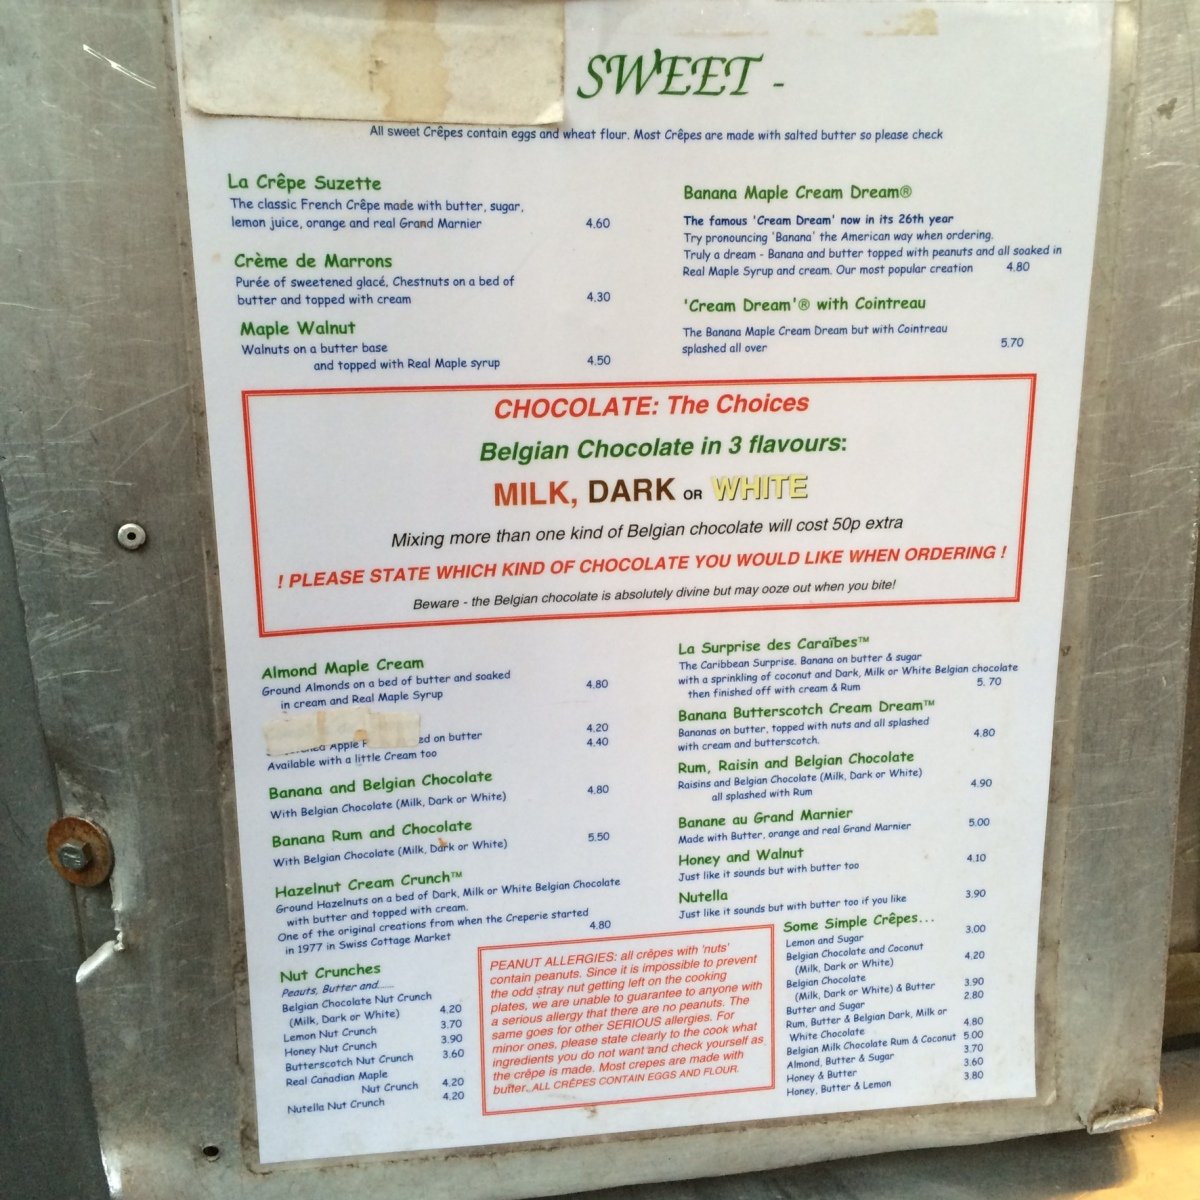 SWEET -
All sweet Crêpes contain eggs and wheat flour. Most Crêpes are made with salted butter so please check
La Crêpe Suzette
The classic French Crêpe made with butter, sugar,
lemon juice, orange and real Grand Marnier 4.60
Crème de Marrons
Purée of sweetened glacé, Chestnuts on a bed of
butter and topped with cream 4.30
Maple Walnut
Walnuts on a butter base
and topped with Real Maple syrup 4.50
Banana Maple Cream Dream®
The famous 'Cream Dream' now in its 26th year
Try pronouncing 'Banana' the American way when ordering.
Truly a dream - Banana and butter topped with peanuts and all soaked in
Real Maple Syrup and cream. Our most popular creation 4.80
'Cream Dream'® with Cointreau
The Banana Maple Cream Dream but with Cointreau
splashed all over 5.70
CHOCOLATE: The Choices
Belgian Chocolate in 3 flavours:
MILK, DARK OR WHITE
Mixing more than one kind of Belgian chocolate will cost 50p extra
! PLEASE STATE WHICH KIND OF CHOCOLATE YOU WOULD LIKE WHEN ORDERING !
Beware - the Belgian chocolate is absolutely divine but may ooze out when you bite!
Almond Maple Cream
Ground Almonds on a bed of butter and soaked 4.80
in cream and Real Maple Syrup
4.20
Apple on butter 4.40
Available with a little Cream too
Banana and Belgian Chocolate
With Belgian Chocolate (Milk, Dark or White) 4.80
Banana Rum and Chocolate
With Belgian Chocolate (Milk, Dark or White) 5.50
Hazelnut Cream Crunch™
Ground Hazelnuts on a bed of Dark, Milk or White Belgian Chocolate
with butter and topped with cream.
One of the original creations from when the Creperie started 4.80
in 1977 in Swiss Cottage Market
Nut Crunches
Peauts, Butter and......
Belgian Chocolate Nut Crunch 4.20
(Milk, Dark or White)
Lemon Nut Crunch 3.70
Honey Nut Crunch 3.90
Butterscotch Nut Crunch 3.60
Real Canadian Maple
Nut Crunch 4.20
Nutella Nut Crunch 4.20
La Surprise des Caraïbes™
The Caribbean Surprise. Banana on butter & sugar
with a sprinkling of coconut and Dark, Milk or White Belgian chocolate
then finished off with cream & Rum 5. 70
Banana Butterscotch Cream Dream™
Bananas on butter, topped with nuts and all splashed
with cream and butterscotch. 4.80
Rum, Raisin and Belgian Chocolate
Raisins and Belgian Chocolate (Milk, Dark or White)
all splashed with Rum 4.90
Banane au Grand Marnier
Made with Butter, orange and real Grand Marnier 5.00
Honey and Walnut
Just like it sounds but with butter too 4.10
Nutella
Just like it sounds but with butter too if you like 3.90
PEANUT ALLERGIES: all crêpes with 'nuts'
contain peanuts. Since it is impossible to prevent
the odd stray nut getting left on the cooking
plates, we are unable to guarantee to anyone with
a serious allergy that there are no peanuts. The
same goes for other SERIOUS allergies. For
minor ones, please state clearly to the cook what
ingredients you do not want and check yourself as
the crêpe is made. Most crepes are made with
butter..ALL CRÊPES CONTAIN EGGS AND FLOUR.
Some Simple Crêpes...
Lemon and Sugar 3.00
Belgian Chocolate and Coconut
(Milk, Dark or White) 4.20
Belgian Chocolate
(Milk, Dark or White) & Butter 3.90
Butter and Sugar 2.80
Rum, Butter & Belgian Dark, Milk or
White Chocolate 4.80
Belgian Milk Chocolate Rum & Coconut 5.00
Almond, Butter & Sugar 3.70
Honey & Butter 3.60
Honey, Butter & Lemon 3.80